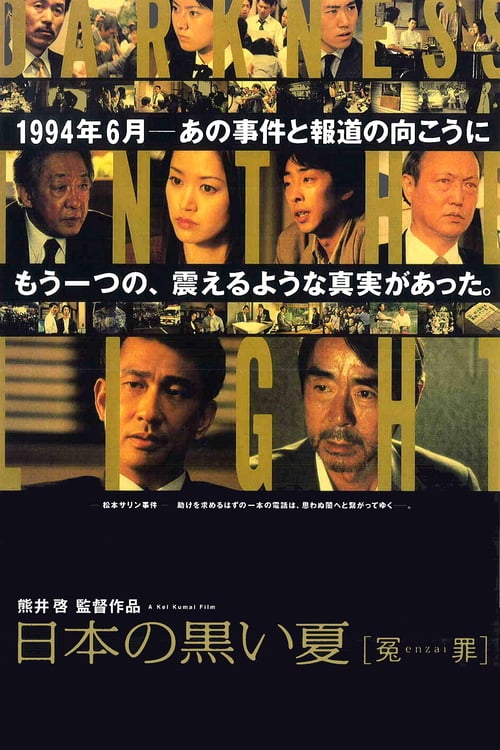 DARKNESS
1994年6月―あの事件と報道の向こうに
IN THE
もう一つの、震えるような真実があった。
LIGHT
―松本サリン事件― 助けを求めるはずの一本の電話は、思わぬ闇へと繋がってゆく―。
熊井啓 監督作品 A Kei Kumai Film
日本の黒い夏 [冤enzai罪]